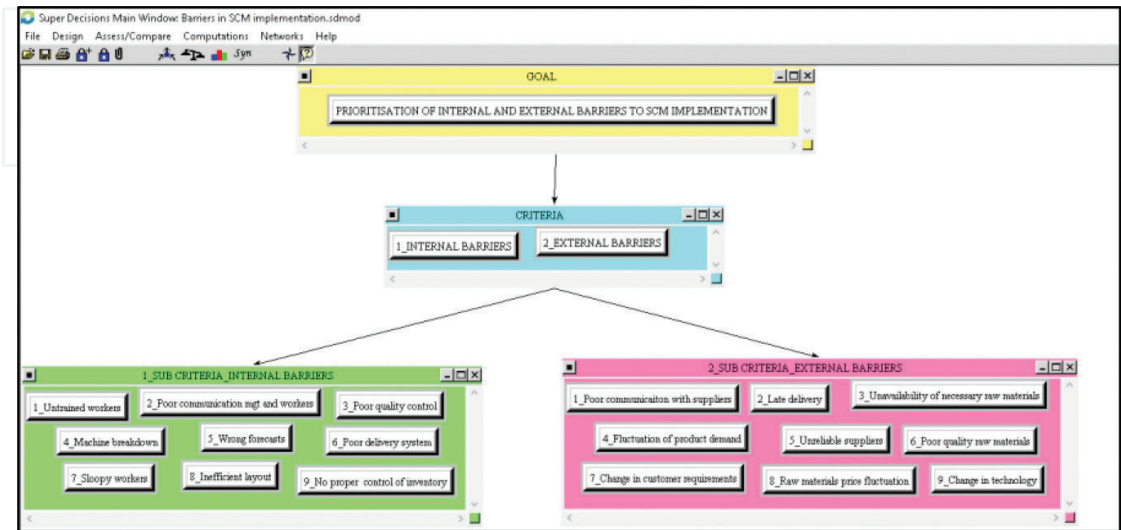 Super Decisions Main Window: Barriers in SCM implementation.sdmod
File Design Assess/Compare Computations Networks Help
Syn
GOAL
PRIORITISATION OF INTERNAL AND EXTERNAL BARRIERS TO SCM IMPLEMENTATION
CRITERIA
1_INTERNAL BARRIERS
2_EXTERNAL BARRIERS
1_SUB CRITERIA_INTERNAL BARRIERS
1_Untrained workers
2_Poor communication mgt and workers
3_Poor quality control
4_Machine breakdown
5_Wrong forecasts
6_Poor delivery system
7_Sloopy workers
8_Inefficient layout
9_No proper control of inventory
2_SUB CRITERIA_EXTERNAL BARRIERS
1_Poor communicaiton with suppliers
2_Late delivery
3_Unavailability of necessary raw materials
4_Fluctuation of product demand
5_Unreliable suppliers
6_Poor quality raw materials
7_Change in customer requirements
8_Raw materials price fluctuation
9_Change in technology